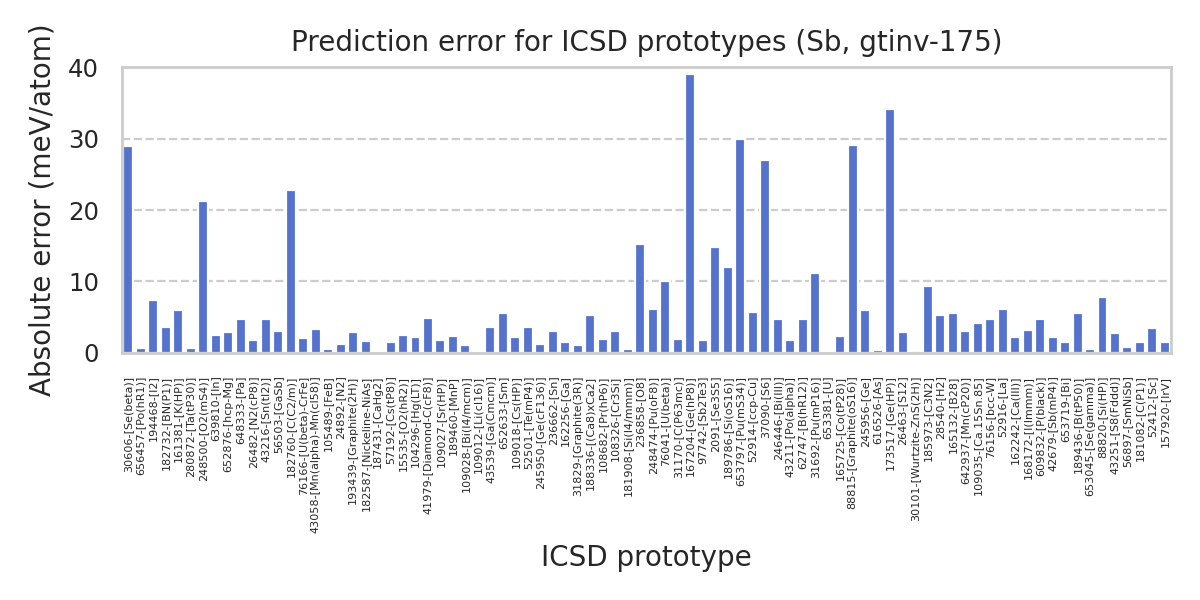 Prediction error for ICSD prototypes (Sb, gtinv-175)
Absolute error (meV/atom)
40
30
20
10
0
30606-[Se(beta)]
656457-[Po(hR1)]
194468-[I2]
182732-[BN(P1)]
161381-[K(HP)]
280872-[Ta(tP30)]
248500-[O2(mS4)]
639810-[In]
652876-[hcp-Mg]
64833-[Pa]
26482-[N2(cP8)]
43216-[Sn(tI2)]
56503-[GaSb]
182760-[C(C2/m)]
76166-[U(beta)-CrFe]
43058-[Mn(alpha)-Mn(cI58)]
105489-[FeB]
24892-[N2]
193439-[Graphite(2H)]
182587-[Nickeline-NiAs]
187431-[CaHg2]
57192-[Cs(tP8)]
15535-[O2(hR2)]
104296-[Hg(LT)]
41979-[Diamond-C(cF8)]
109027-[Sr(HP)]
189460-[MnP]
109028-[Bi(I4/mcm)]
109012-[Li(cI16)]
43539-[Ga(Cmcm)]
652633-[Sm]
109018-[Cs(HP)]
52501-[Te(mP4)]
245950-[Ge(cF136)]
236662-[Sn]
162256-[Ga]
31829-[Graphite(3R)]
188336-[(Ca8)xCa2]
108682-[Pr(hP6)]
108326-[Cr3Si]
181908-[Si(I4/mmm)]
236858-[O8]
248474-[Pu(oF8)]
76041-[U(beta)]
31170-[C(P63mc)]
167204-[Ge(hP8)]
97742-[Sb2Te3]
2091-[Se3S5]
189786-[Si(oS16)]
653797-[Pu(mS34)]
37090-[S6]
52914-[ccp-Cu]
246446-[Bi(III)]
43211-[Po(alpha)]
62747-[B(hR12)]
31692-[Pu(mP16)]
653381-[U]
165725-[Co(tP28)]
88815-[Graphite(oS16)]
245956-[Ge]
616526-[As]
173517-[Ge(HP)]
26463-[S12]
30101-[Wurtzite-ZnS(2H)]
185973-[C3N2]
28540-[H2]
165132-[B28]
642937-[Mn(cP20)]
109035-[Ca.15Sn.85]
76156-[bcc-W]
52916-[La]
162242-[Ca(III)]
168172-[I(Immm)]
609832-[P(black)]
42679-[Sb(mP4)]
189436-[B(tP50)]
653719-[Bi]
653045-[Se(gamma)]
88820-[Si(HP)]
43251-[S8(Fddd)]
56897-[SmNiSb]
181082-[C(P1)]
52412-[Sc]
157920-[IrV]
ICSD prototype